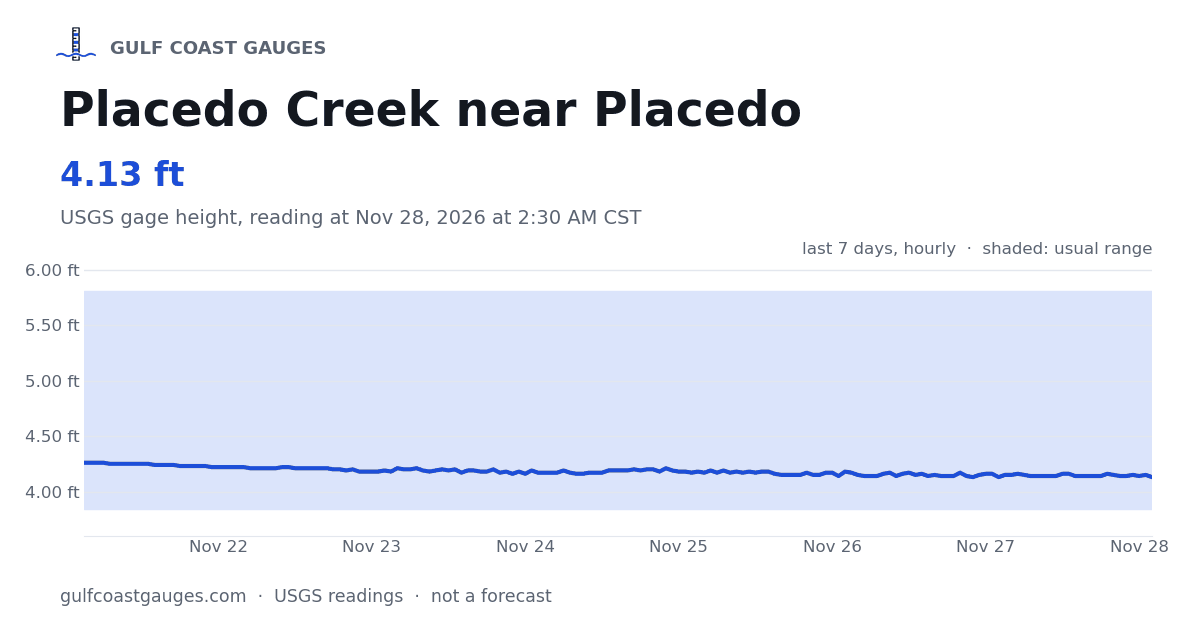 GULF COAST GAUGES
Placedo Creek near Placedo
4.13 ft
USGS gage height, reading at Nov 28, 2026 at 2:30 AM CST
last 7 days, hourly · shaded: usual range
6.00 ft
5.50 ft
5.00 ft
4.50 ft
4.00 ft
Nov 22 Nov 23 Nov 24 Nov 25 Nov 26 Nov 27 Nov 28
gulfcoastgauges.com · USGS readings · not a forecast